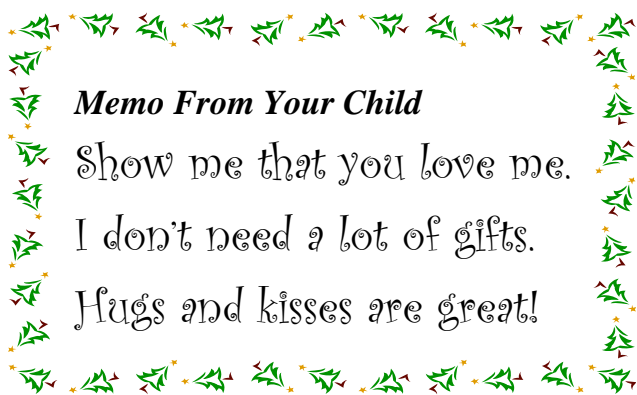 Memo From Your Child
Show me that you love me.
I don't need a lot of gifts.
Hugs and kisses are great!